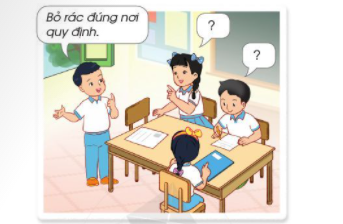 Bỏ rác đúng nơi
quy định.
?
?